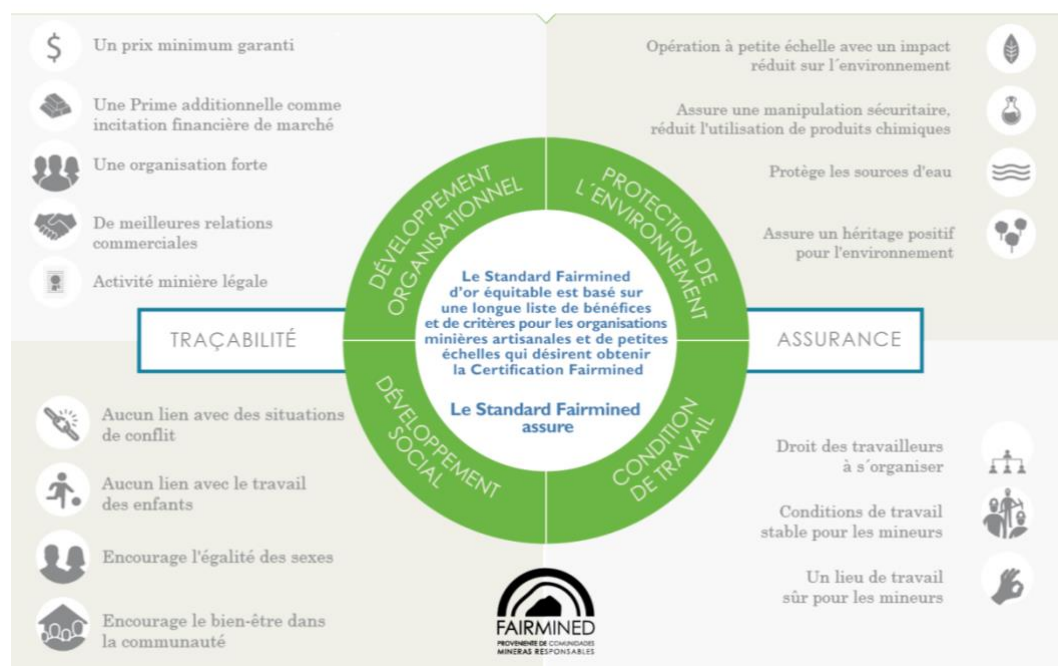 Un prix minimum garanti
Une Prime additionnelle comme
incitation financière de marché
Une organisation forte
De meilleures relations
commerciales
Activité minière légale
Opération à petite échelle avec un impact
réduit sur l´environnement
Assure une manipulation sécuritaire,
réduit l'utilisation de produits chimiques
Protège les sources d'eau
Assure un héritage positif
pour l'environnement
DÉVELOPPEMENT
ORGANISATIONNEL
PROTECTION DE
L´ENVIRONNEMENT
TRAÇABILITÉ
Le Standard Fairmined
d'or équitable est basé sur
une longue liste de bénéfices
et de critères pour les organisations
minières artisanales et de petites
échelles qui désirent obtenir
la Certification Fairmined
Le Standard Fairmined
assure
ASSURANCE
DÉVELOPPEMENT
SOCIAL
CONDITION
DE TRAVAIL
Aucun lien avec des situations
de conflit
Aucun lien avec le travail
des enfants
Encourage l'égalité des sexes
Encourage le bien-être dans
la communauté
Droit des travailleurs
à s´organiser
Conditions de travail
stable pour les mineurs
Un lieu de travail
sûr pour les mineurs
FAIRMINED
PROVENIENTE DE COMUNIDADES
MINERAS RESPONSABLES